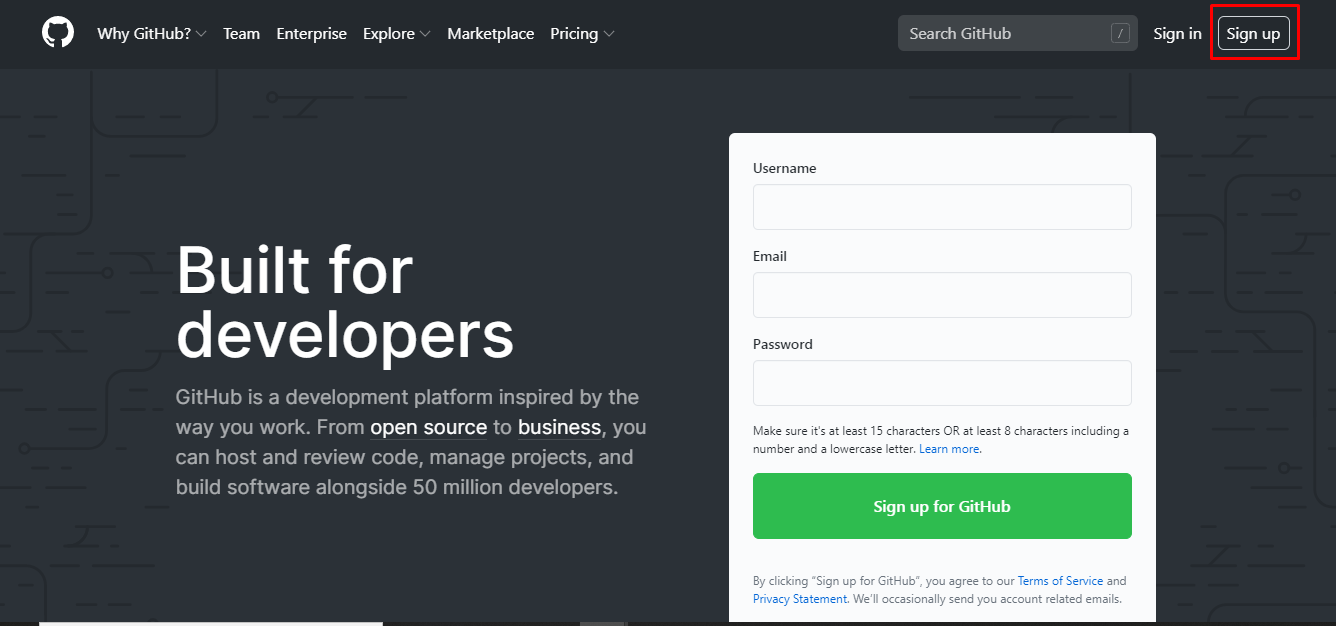 Why GitHub? Team Enterprise Explore Marketplace Pricing Search GitHub / Sign in Sign up
Built for
developers
GitHub is a development platform inspired by the
way you work. From open source to business, you
can host and review code, manage projects, and
build software alongside 50 million developers.
Username
Email
Password
Make sure it's at least 15 characters OR at least 8 characters including a
number and a lowercase letter. Learn more.
Sign up for GitHub
By clicking “Sign up for GitHub”, you agree to our Terms of Service and
Privacy Statement. We’ll occasionally send you account related emails.